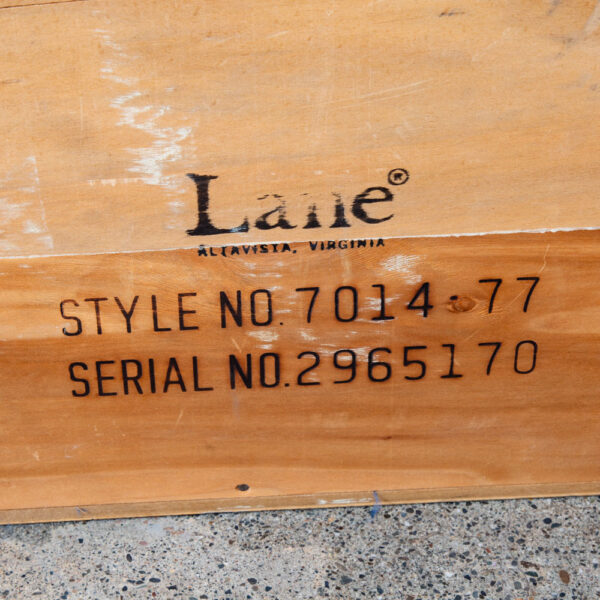 Lane®
ALTAVISTA, VIRGINIA
STYLE NO. 7014-77
SERIAL NO. 2965170